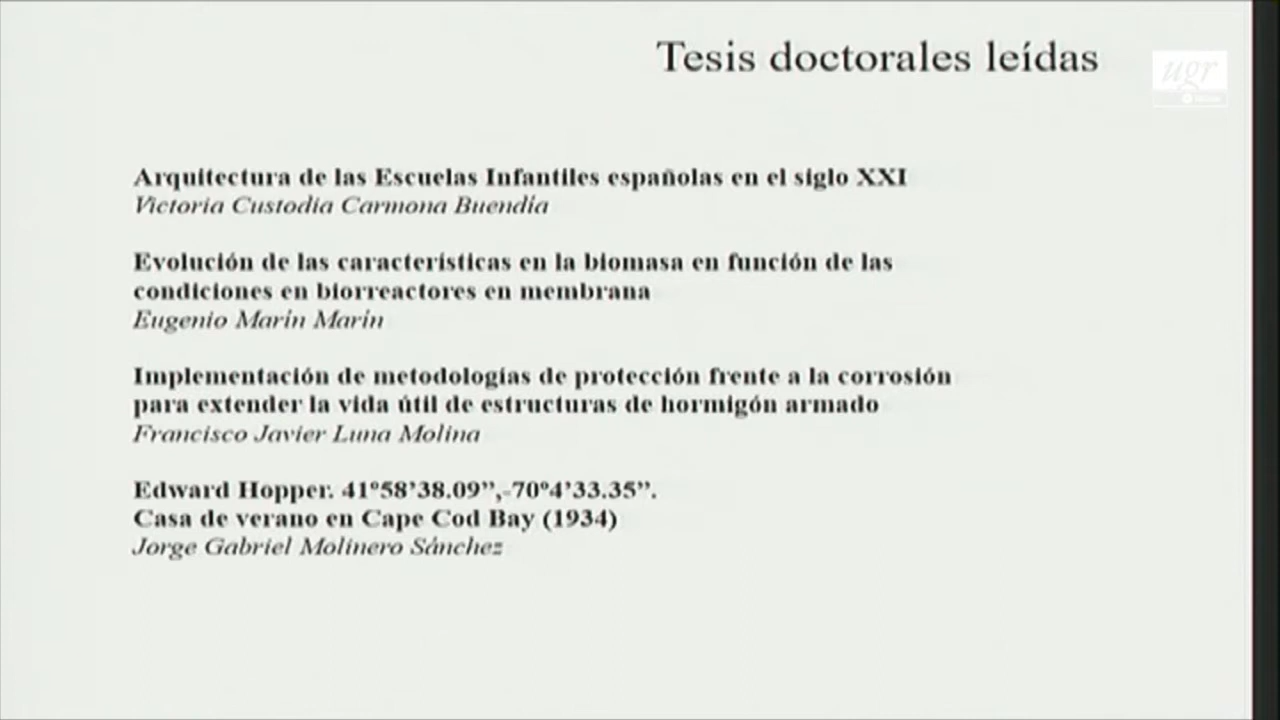 Tesis doctorales leídas
ugr
Arquitectura de las Escuelas Infantiles españolas en el siglo XXI
Victoria Custodia Carmona Buendía
Evolución de las características en la biomasa en función de las
condiciones en biorreactores en membrana
Eugenio Marín Marín
Implementación de metodologías de protección frente a la corrosión
para extender la vida útil de estructuras de hormigón armado
Francisco Javier Luna Molina
Edward Hopper. 41º58’38.09”,-70º4’33.35”.
Casa de verano en Cape Cod Bay (1934)
Jorge Gabriel Molinero Sánchez